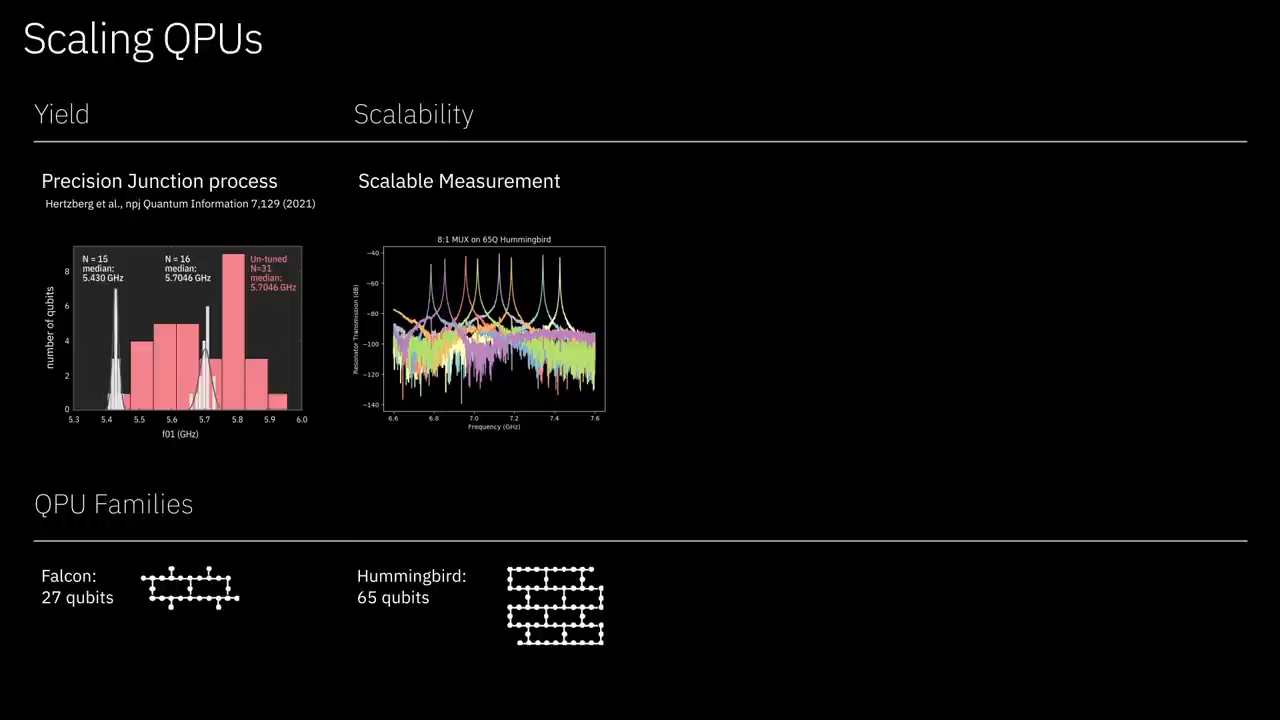 Scaling QPUs
Yield
Scalability
Precision Junction process
Hertzberg et al., npj Quantum Information 7,129 (2021)
Scalable Measurement
N = 15
median:
5.430 GHz
N = 16
median:
5.7046 GHz
Un-tuned
N=31
median:
5.7046 GHz
number of qubits
8
6
4
2
0
5.3 5.4 5.5 5.6 5.7 5.8 5.9 6.0
f01 (GHz)
8:1 MUX on 65Q Hummingbird
Resonator Transmission (dB)
−40
−60
−80
−100
−120
−140
6.6 6.8 7.0 7.2 7.4 7.6
Frequency (GHz)
QPU Families
Falcon:
27 qubits
Hummingbird:
65 qubits